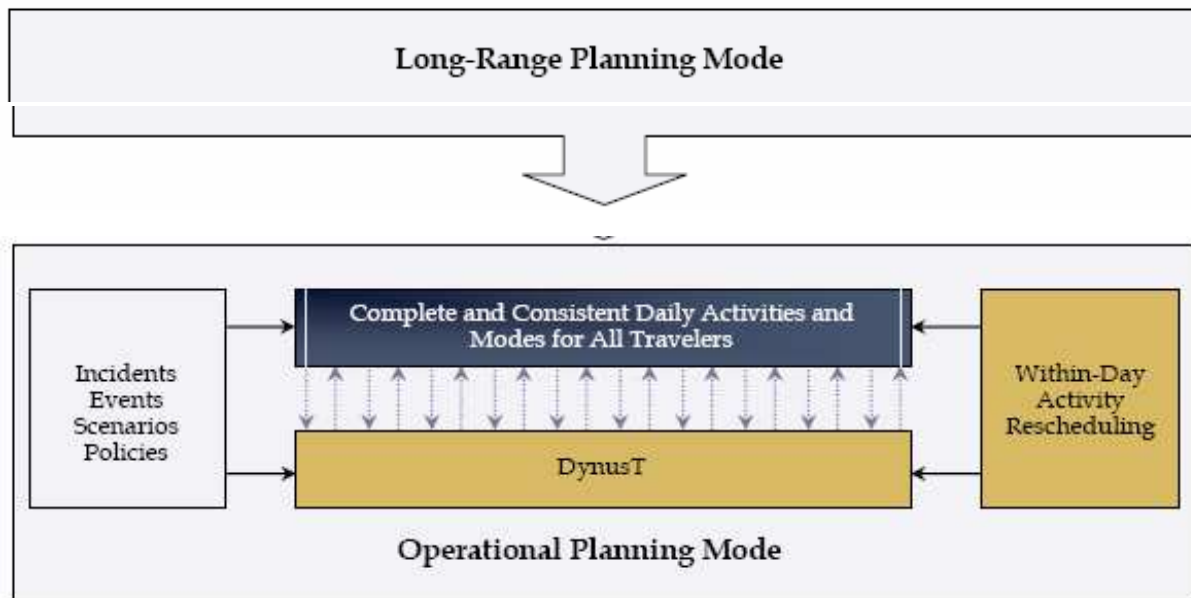 Long-Range Planning Mode
Complete and Consistent Daily Activities and
Modes for All Travelers
Incidents
Events
Scenarios
Policies
Within-Day
Activity
Rescheduling
DynusT
Operational Planning Mode